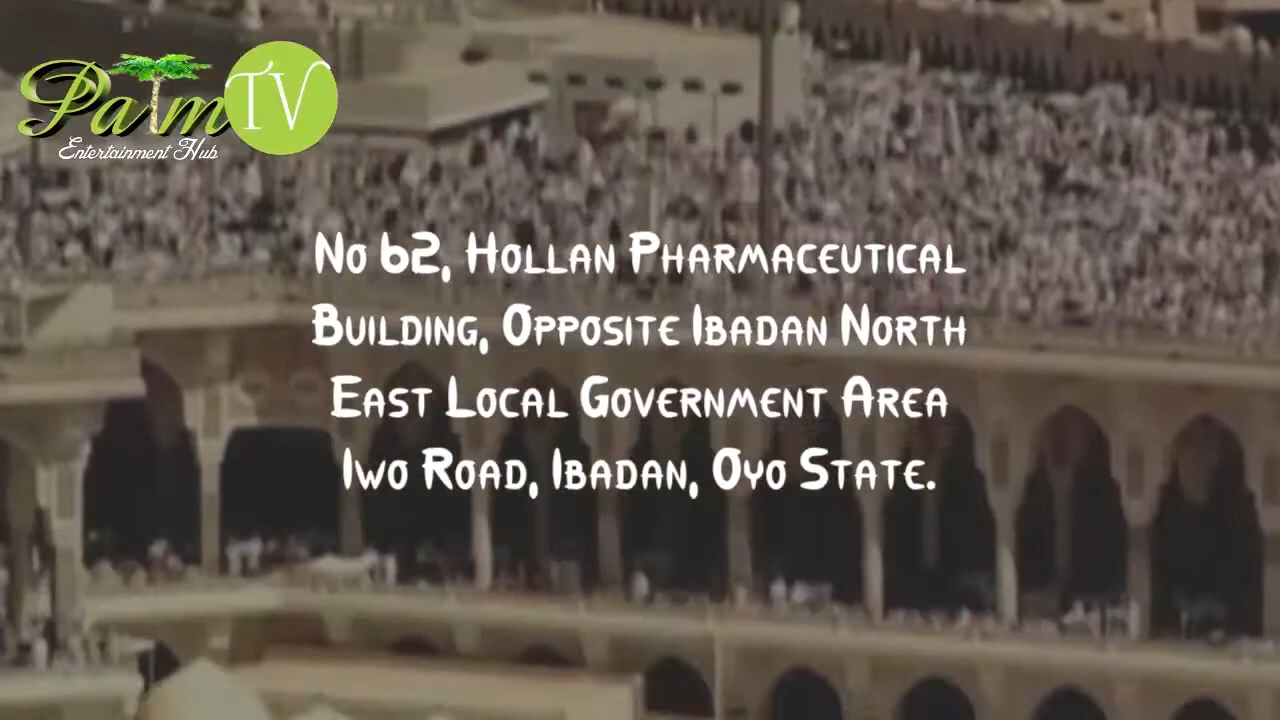 Palm TV
Entertainment Hub
No 62, Hollan Pharmaceutical
Building, Opposite Ibadan North
East Local Government Area
Iwo Road, Ibadan, Oyo State.